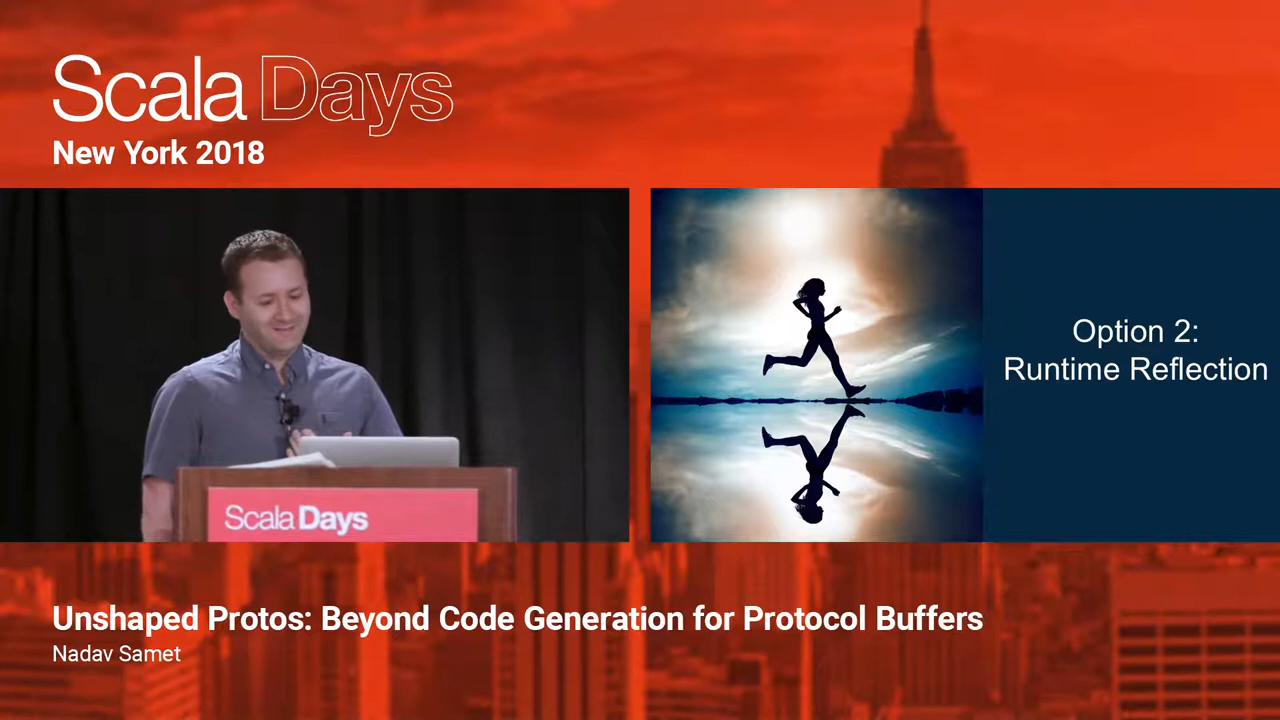 Scala Days
New York 2018
Option 2:
Runtime Reflection
Scala Days
Unshaped Protos: Beyond Code Generation for Protocol Buffers
Nadav Samet